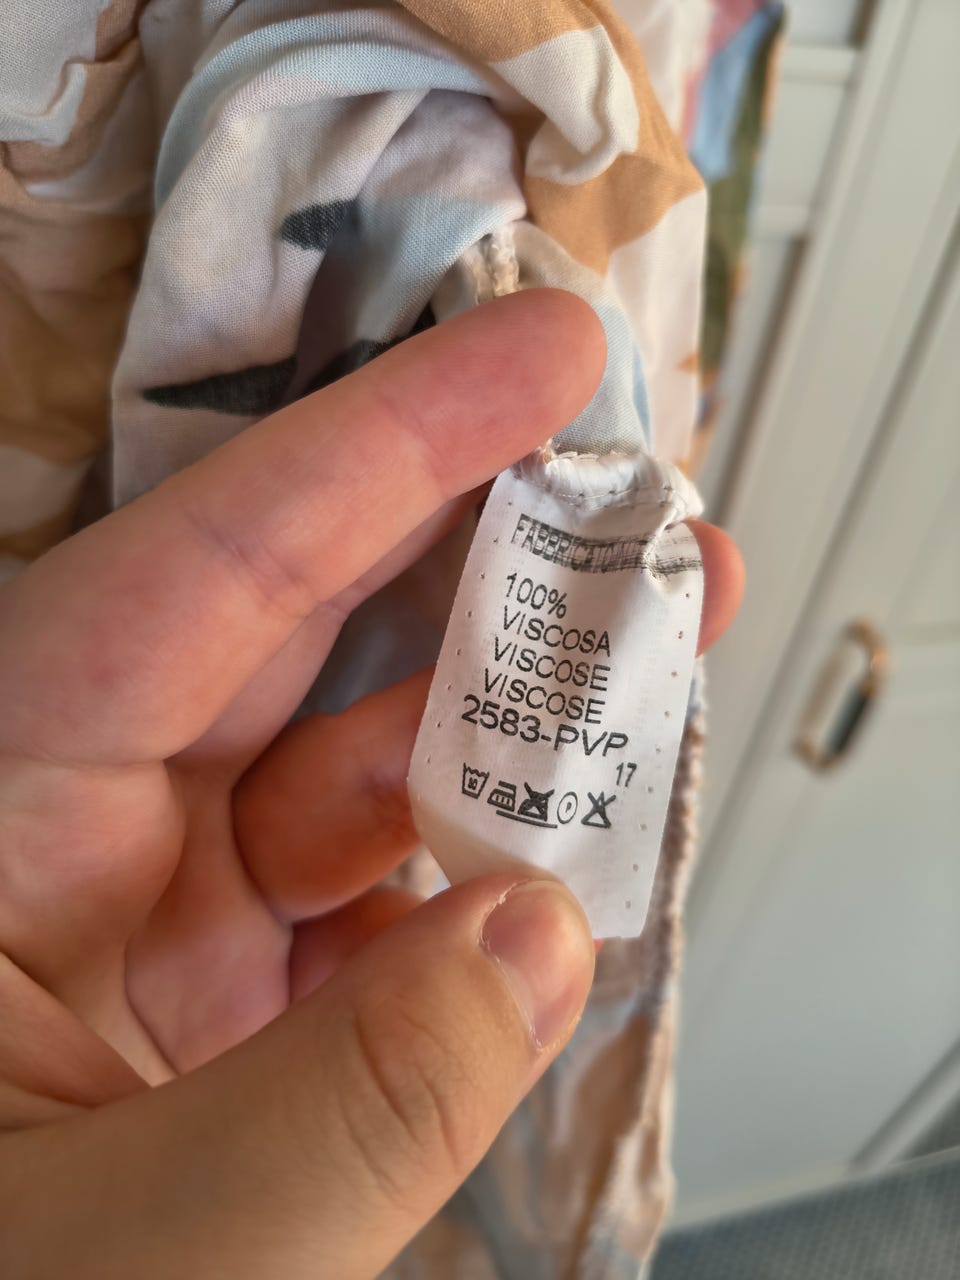 100%
VISCOSA
VISCOSE
VISCOSE
2583-PVP
17
P